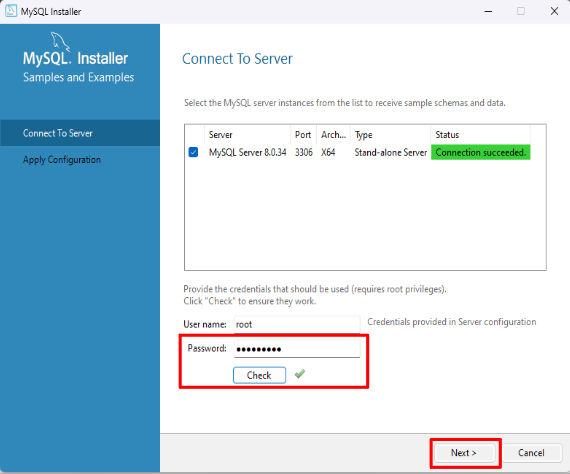 MySQL Installer
MySQL. Installer
Samples and Examples
Connect To Server
Apply Configuration
Connect To Server
Select the MySQL server instances from the list to receive sample schemas and data.
Server Port Arch... Type Status
MySQL Server 8.0.34 3306 X64 Stand-alone Server Connection succeeded.
Provide the credentials that should be used (requires root privileges).
Click "Check" to ensure they work.
User name: root Credentials provided in Server configuration
Password: ●●●●●●●●●
Check
Next > Cancel